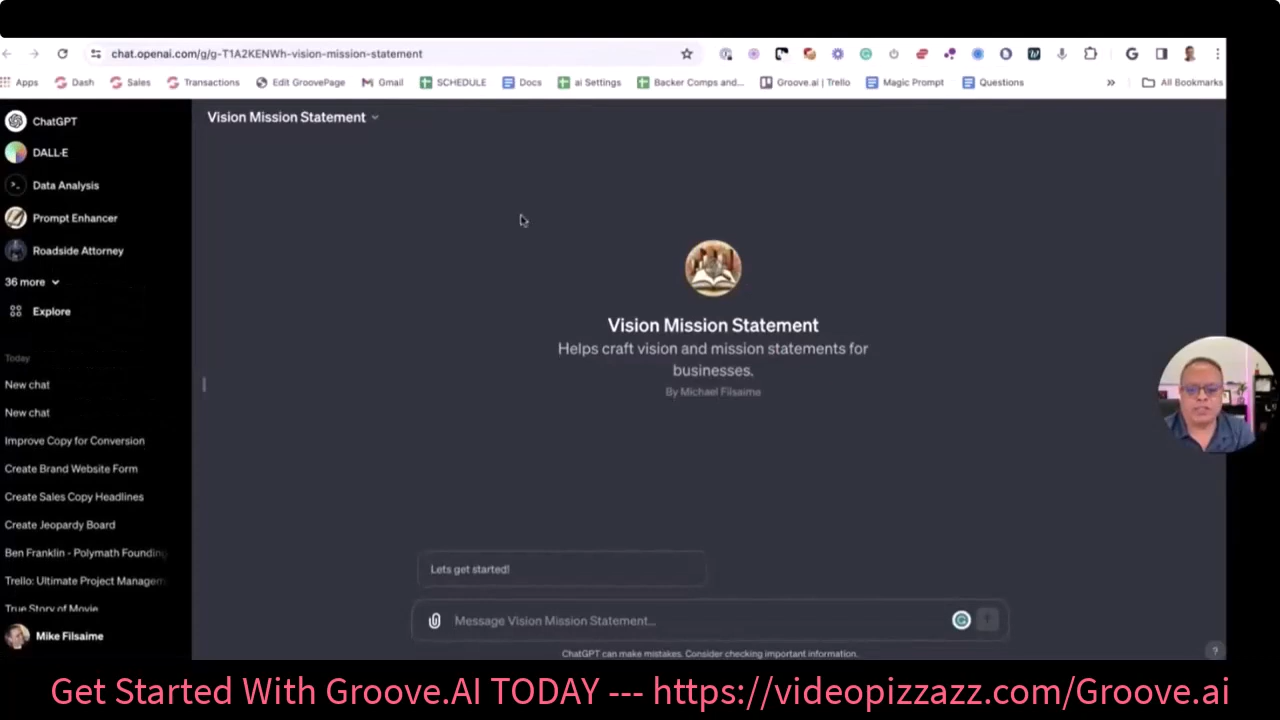 chat.openai.com/g/g-T1A2KENWh-vision-mission-statement
Apps
Dash
Sales
Transactions
Edit GroovePage
Gmail
SCHEDULE
Docs
ai Settings
Backer Comps and...
Groove.ai | Trello
Magic Prompt
Questions
»
All Bookmarks
ChatGPT
DALL·E
Data Analysis
Prompt Enhancer
Roadside Attorney
36 more
Explore
Today
New chat
New chat
Improve Copy for Conversion
Create Brand Website Form
Create Sales Copy Headlines
Create Jeopardy Board
Ben Franklin - Polymath Founding
Trello: Ultimate Project Managem
True Story of Movie
Mike Filsaime
Vision Mission Statement
Vision Mission Statement
Helps craft vision and mission statements for
businesses.
By Michael Filsaime
Lets get started!
Message Vision Mission Statement...
ChatGPT can make mistakes. Consider checking important information.
?
Get Started With Groove.AI TODAY --- https://videopizzazz.com/Groove.ai